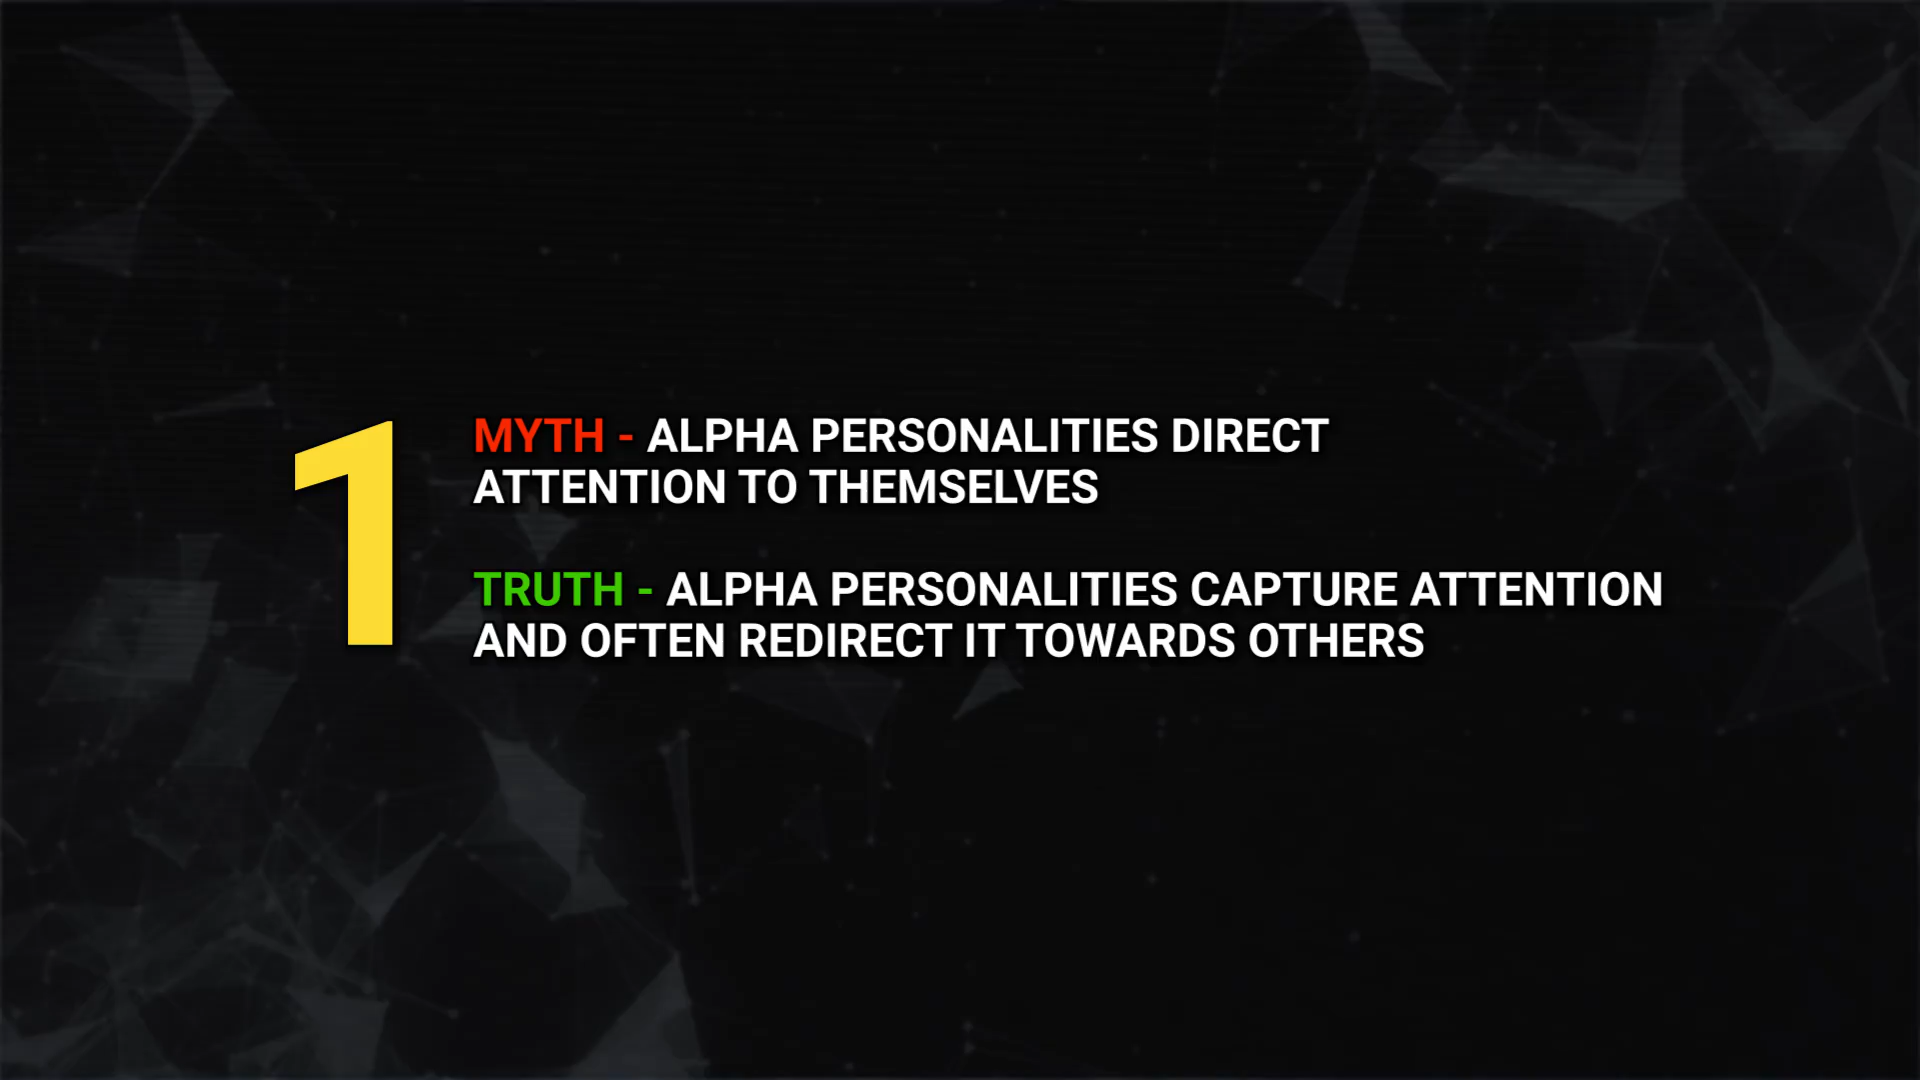 1
MYTH - ALPHA PERSONALITIES DIRECT
ATTENTION TO THEMSELVES
TRUTH - ALPHA PERSONALITIES CAPTURE ATTENTION
AND OFTEN REDIRECT IT TOWARDS OTHERS